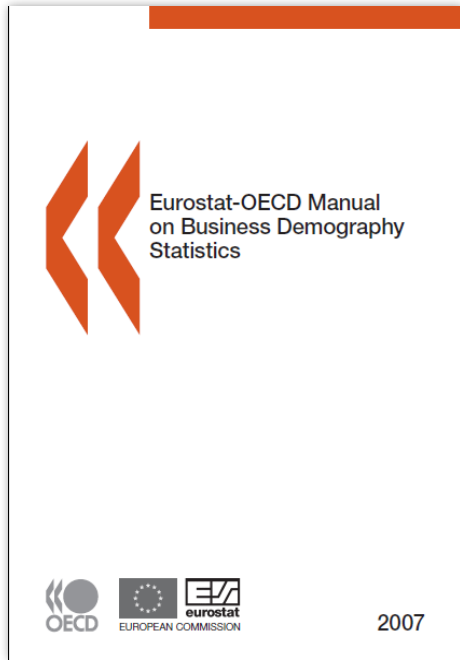 Eurostat-OECD Manual
on Business Demography
Statistics
OECD
eurostat
EUROPEAN COMMISSION
2007